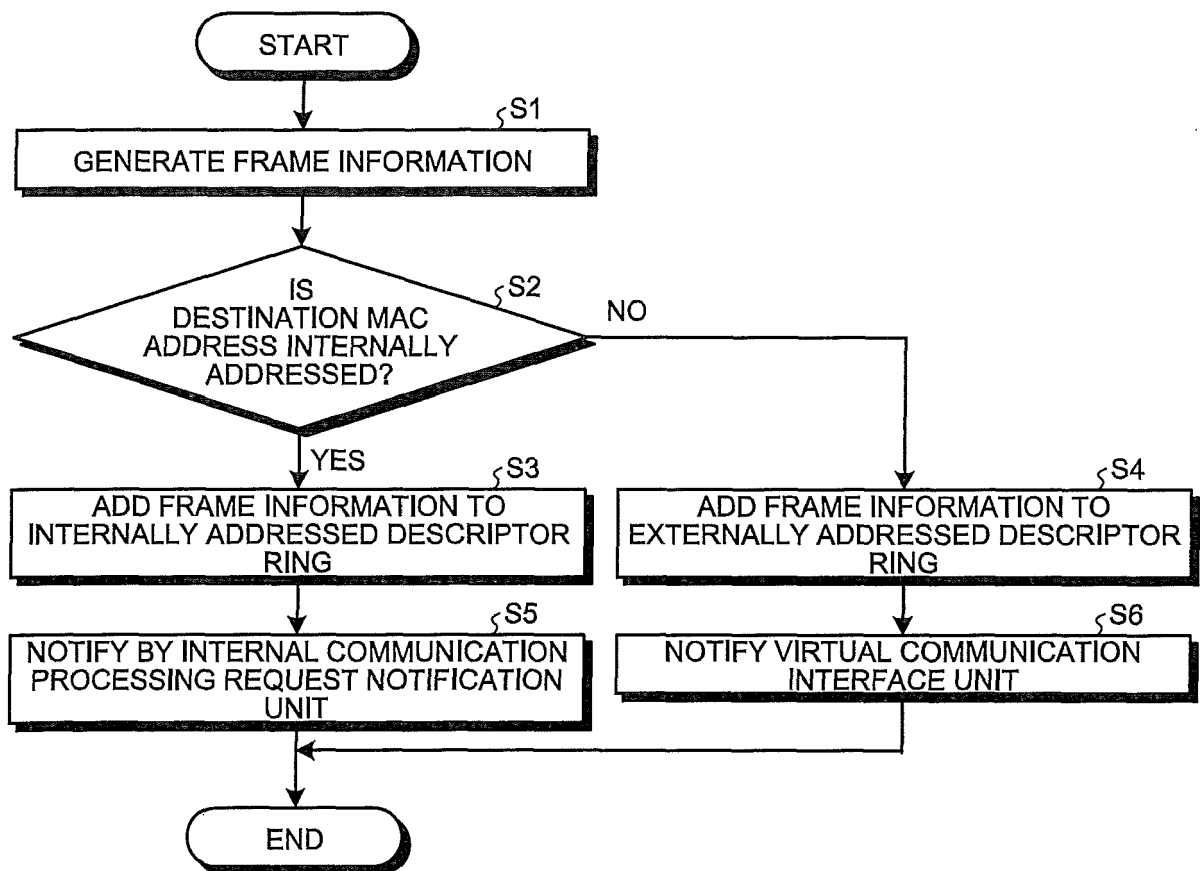 START
S1
GENERATE FRAME INFORMATION
S2
IS
DESTINATION MAC
ADDRESS INTERNALLY
ADDRESSED?
NO
YES
S3
ADD FRAME INFORMATION TO
INTERNALLY ADDRESSED DESCRIPTOR
RING
S4
ADD FRAME INFORMATION TO
EXTERNALLY ADDRESSED DESCRIPTOR
RING
S5
NOTIFY BY INTERNAL COMMUNICATION
PROCESSING REQUEST NOTIFICATION
UNIT
S6
NOTIFY VIRTUAL COMMUNICATION
INTERFACE UNIT
END